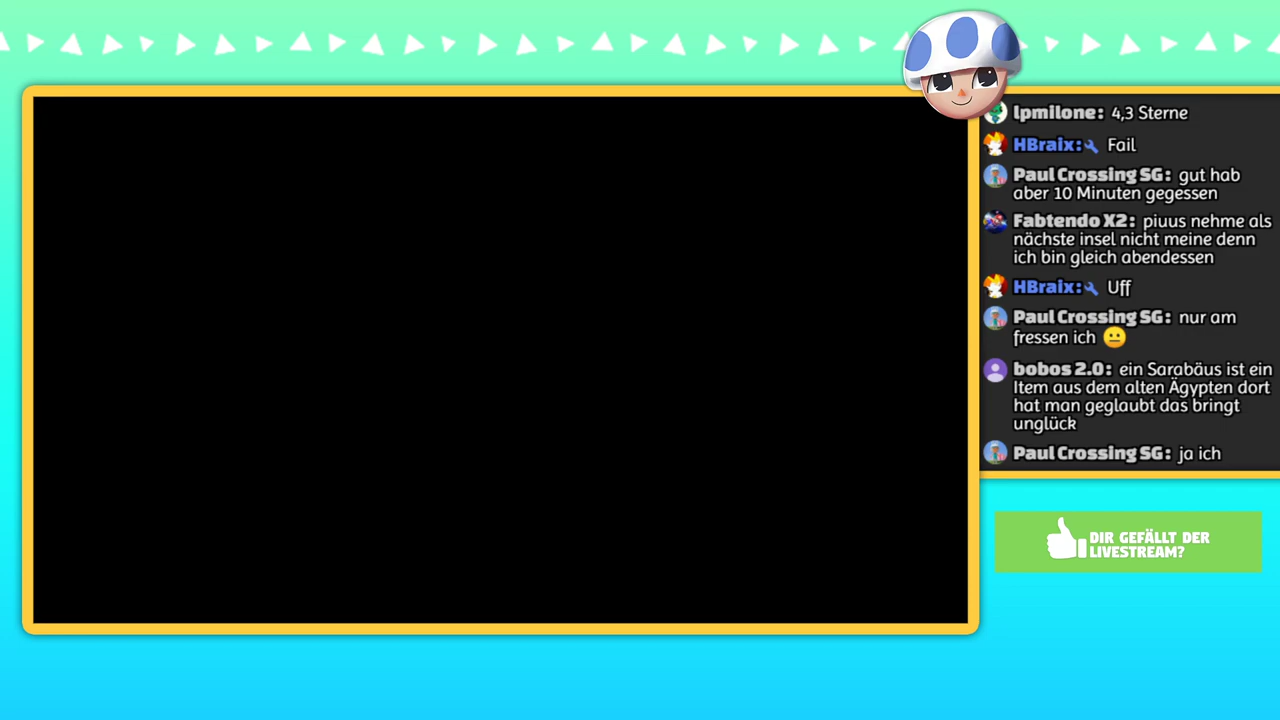 lpmilone: 4,3 Sterne
HBraix: Fail
Paul Crossing SG: gut hab
aber 10 Minuten gegessen
Fabtendo X2: piuus nehme als
nächste insel nicht meine denn
ich bin gleich abendessen
HBraix: Uff
Paul Crossing SG: nur am
fressen ich 😐
bobos 2.0: ein Sarabäus ist ein
Item aus dem alten Ägypten dort
hat man geglaubt das bringt
unglück
Paul Crossing SG: ja ich
DIR GEFÄLLT DER
LIVESTREAM?